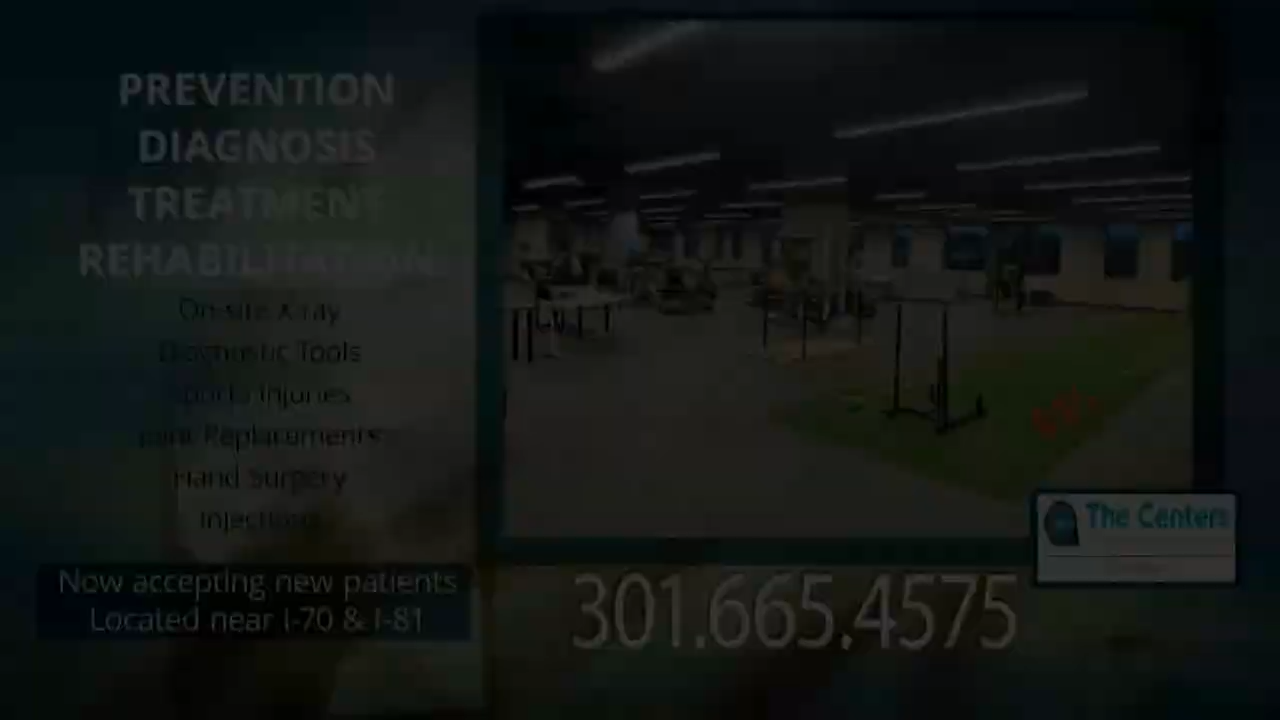 PREVENTION
DIAGNOSIS
TREATMENT
REHABILITATION
On-site X-ray
Diagnostic Tools
Sports Injuries
Joint Replacements
Hand Surgery
Injections
Now accepting new patients
Located near I-70 & I-81
301.665.4575
The Centers